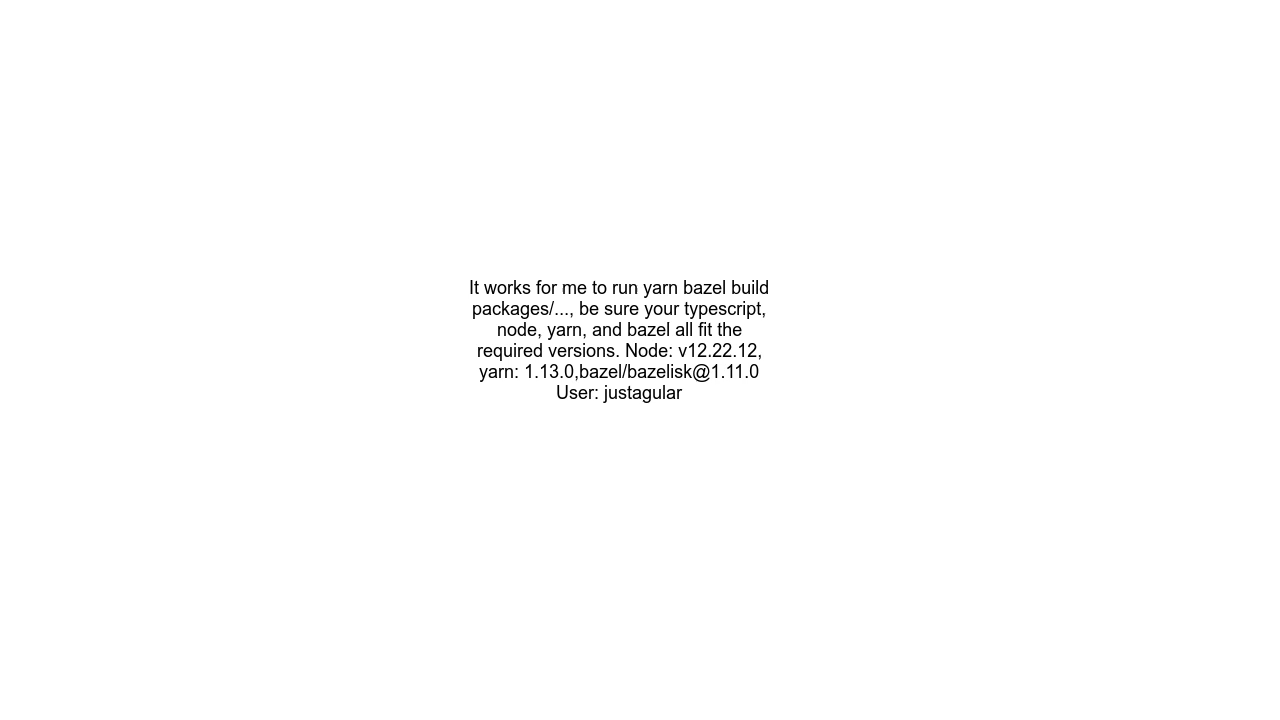 It works for me to run yarn bazel build
packages/..., be sure your typescript,
node, yarn, and bazel all fit the
required versions. Node: v12.22.12,
yarn: 1.13.0,bazel/bazelisk@1.11.0
User: justagular